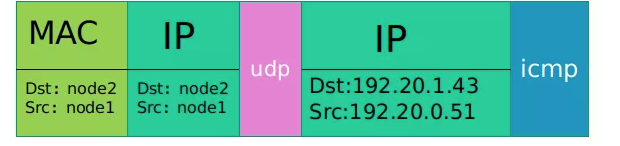 MAC
Dst: node2
Src: node1
IP
Dst: node2
Src: node1
udp
IP
Dst:192.20.1.43
Src:192.20.0.51
icmp